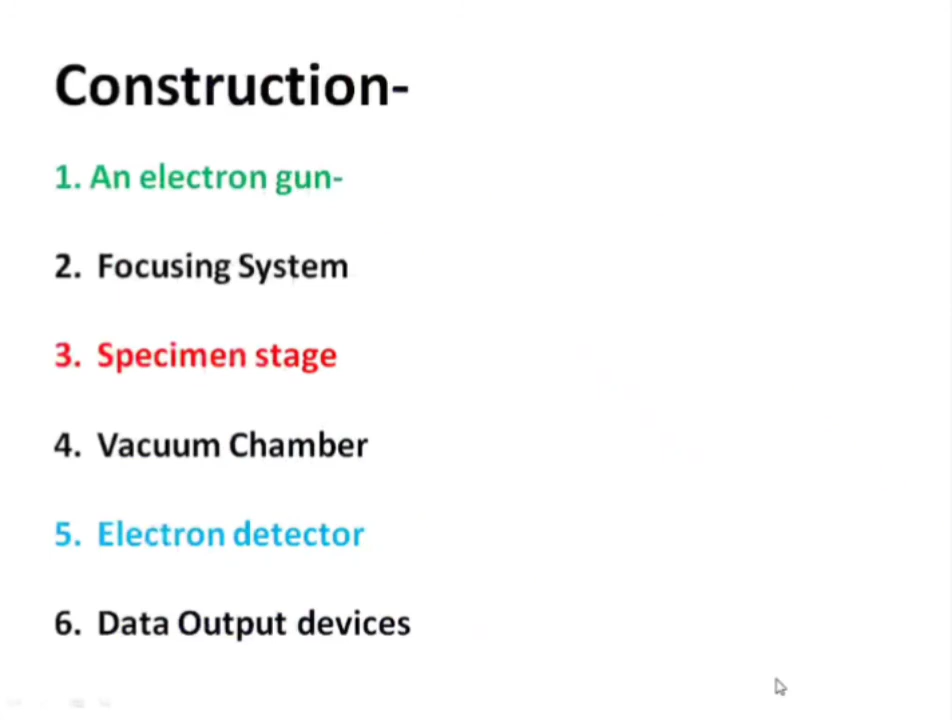 Construction-
1. An electron gun-
2. Focusing System
3. Specimen stage
4. Vacuum Chamber
5. Electron detector
6. Data Output devices